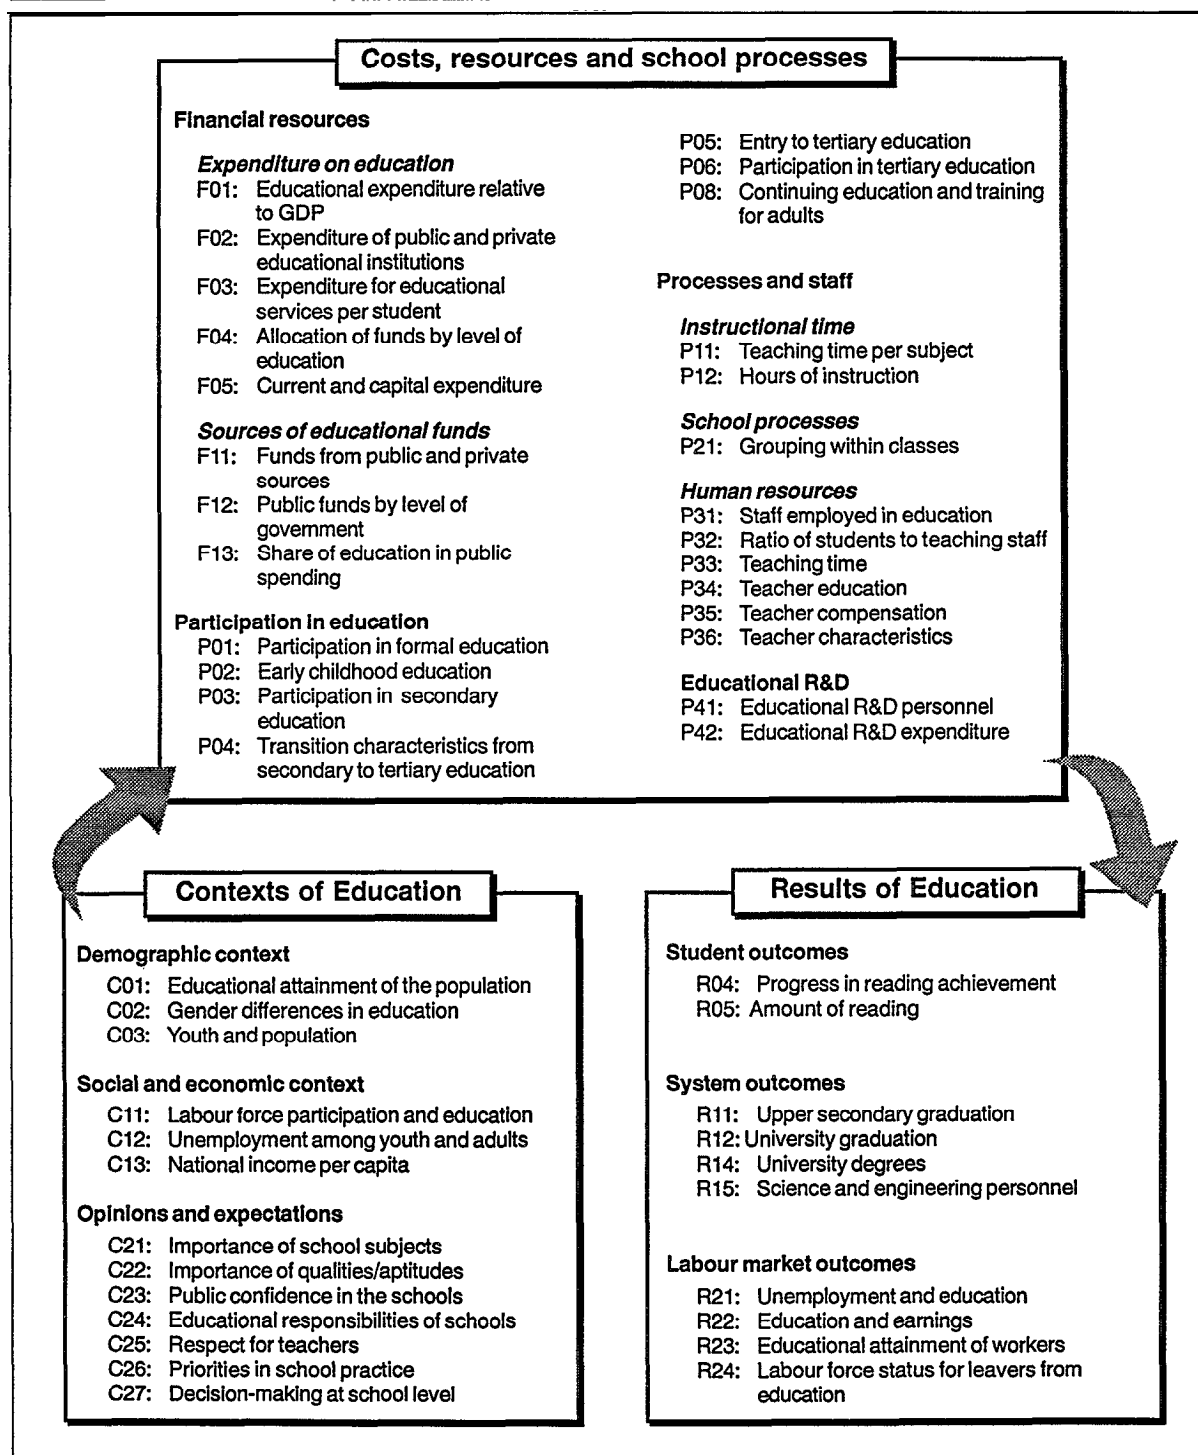 Costs, resources and school processes
Financial resources
Expenditure on education
F01: Educational expenditure relative
to GDP
F02: Expenditure of public and private
educational institutions
F03: Expenditure for educational
services per student
F04: Allocation of funds by level of
education
F05: Current and capital expenditure
Sources of educational funds
F11: Funds from public and private
sources
F12: Public funds by level of
government
F13: Share of education in public
spending
Participation in education
P01: Participation in formal education
P02: Early childhood education
P03: Participation in secondary
education
P04: Transition characteristics from
secondary to tertiary education
P05: Entry to tertiary education
P06: Participation in tertiary education
P08: Continuing education and training
for adults
Processes and staff
Instructional time
P11: Teaching time per subject
P12: Hours of instruction
School processes
P21: Grouping within classes
Human resources
P31: Staff employed in education
P32: Ratio of students to teaching staff
P33: Teaching time
P34: Teacher education
P35: Teacher compensation
P36: Teacher characteristics
Educational R&D
P41: Educational R&D personnel
P42: Educational R&D expenditure
Contexts of Education
Demographic context
C01: Educational attainment of the population
C02: Gender differences in education
C03: Youth and population
Social and economic context
C11: Labour force participation and education
C12: Unemployment among youth and adults
C13: National income per capita
Opinions and expectations
C21: Importance of school subjects
C22: Importance of qualities/aptitudes
C23: Public confidence in the schools
C24: Educational responsibilities of schools
C25: Respect for teachers
C26: Priorities in school practice
C27: Decision-making at school level
Results of Education
Student outcomes
R04: Progress in reading achievement
R05: Amount of reading
System outcomes
R11: Upper secondary graduation
R12: University graduation
R14: University degrees
R15: Science and engineering personnel
Labour market outcomes
R21: Unemployment and education
R22: Education and earnings
R23: Educational attainment of workers
R24: Labour force status for leavers from
education